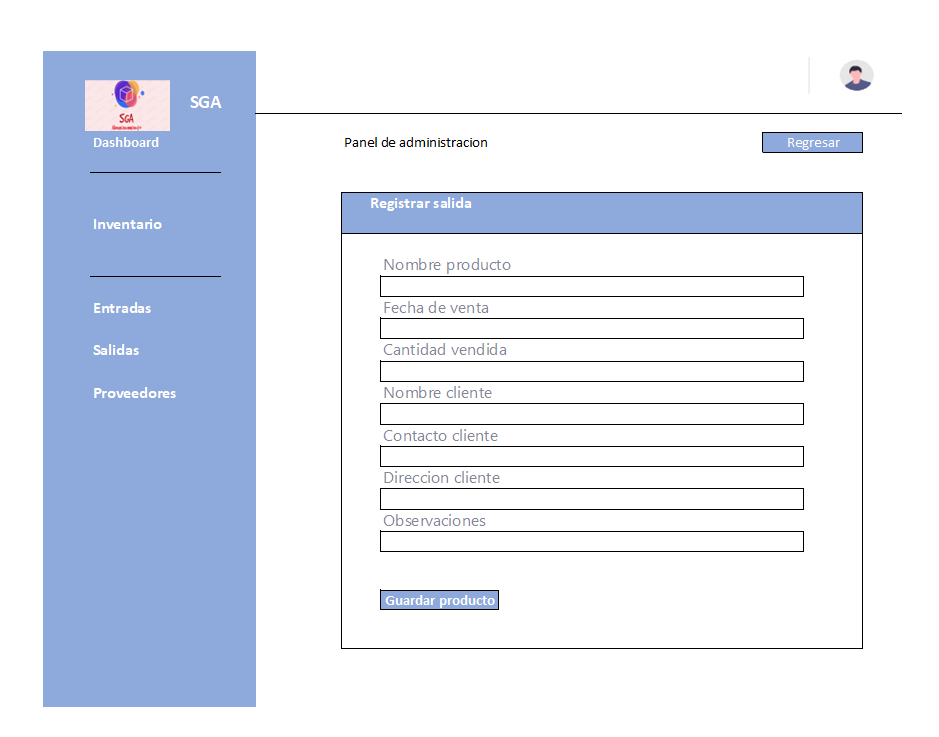 SGA
SGA
Dashboard
Inventario
Entradas
Salidas
Proveedores
Panel de administracion
Regresar
Registrar salida
Nombre producto
Fecha de venta
Cantidad vendida
Nombre cliente
Contacto cliente
Direccion cliente
Observaciones
Guardar producto